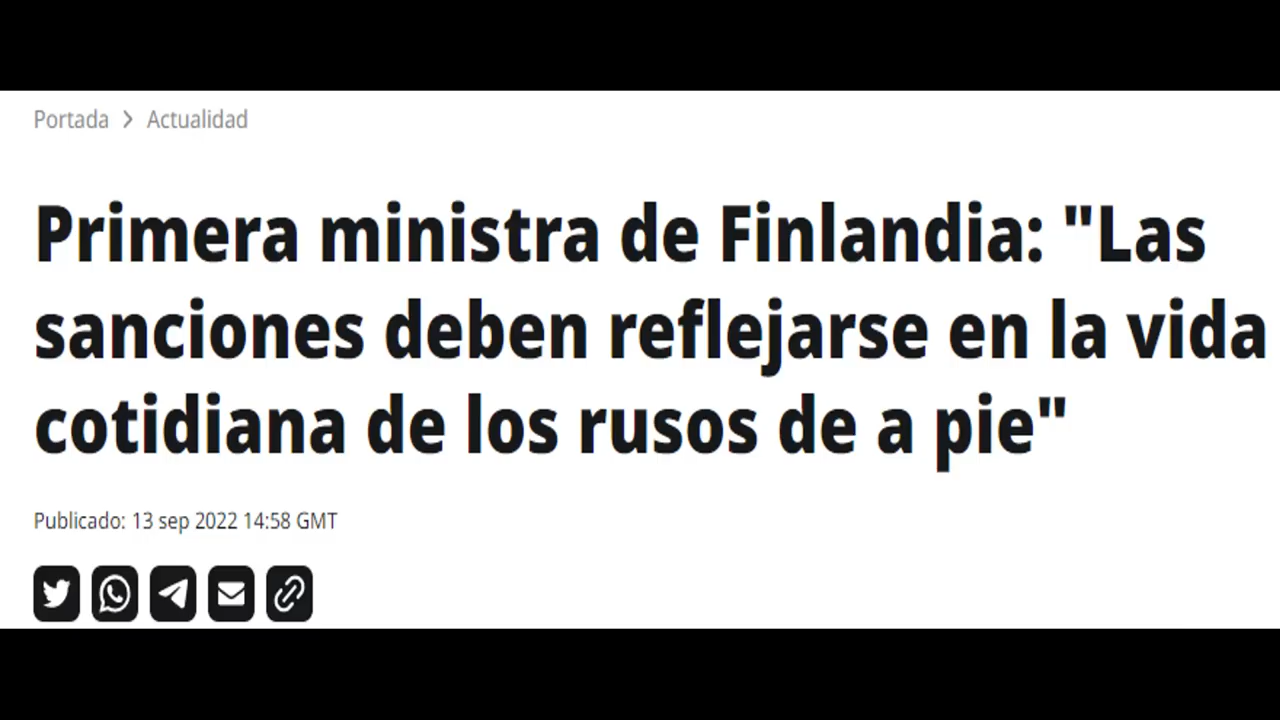 Portada > Actualidad
Primera ministra de Finlandia: "Las
sanciones deben reflejarse en la vida
cotidiana de los rusos de a pie"
Publicado: 13 sep 2022 14:58 GMT